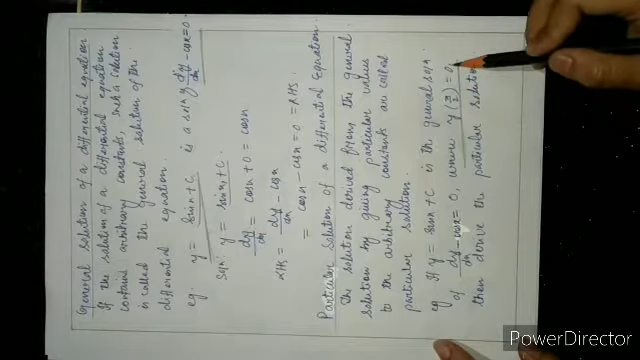 General solution of a differential equation
If the solution of a differential equation
contains arbitrary constants, such a solution
is called the general solution of the
differential equation.
eg. y = sinx + c is a soln of dy/dx - cosx = 0.
Soln: y = sinx + c.
dy/dx = cosx + 0 = cosx
LHS = dy/dx - cosx
= cosx - cosx = 0 = RHS.
Particular Solution of a Differential Equation.
The solution derived from the general
solution by giving particular values
to the arbitrary constants are called
particular solution.
eg If y = sinx + c is the general soln.
of dy/dx - cosx = 0, where y(π/2) = 0,
then derive the particular solution
PowerDirector